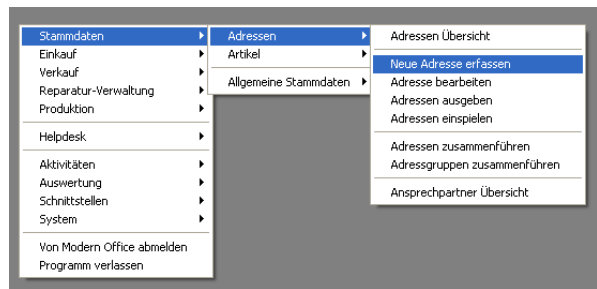 Stammdaten
Einkauf
Verkauf
Reparatur-Verwaltung
Produktion
Helpdesk
Aktivitäten
Auswertung
Schnittstellen
System
Von Modern Office abmelden
Programm verlassen
Adressen
Artikel
Allgemeine Stammdaten
Adressen Übersicht
Neue Adresse erfassen
Adresse bearbeiten
Adressen ausgeben
Adressen einspielen
Adressen zusammenführen
Adressgruppen zusammenführen
Ansprechpartner Übersicht